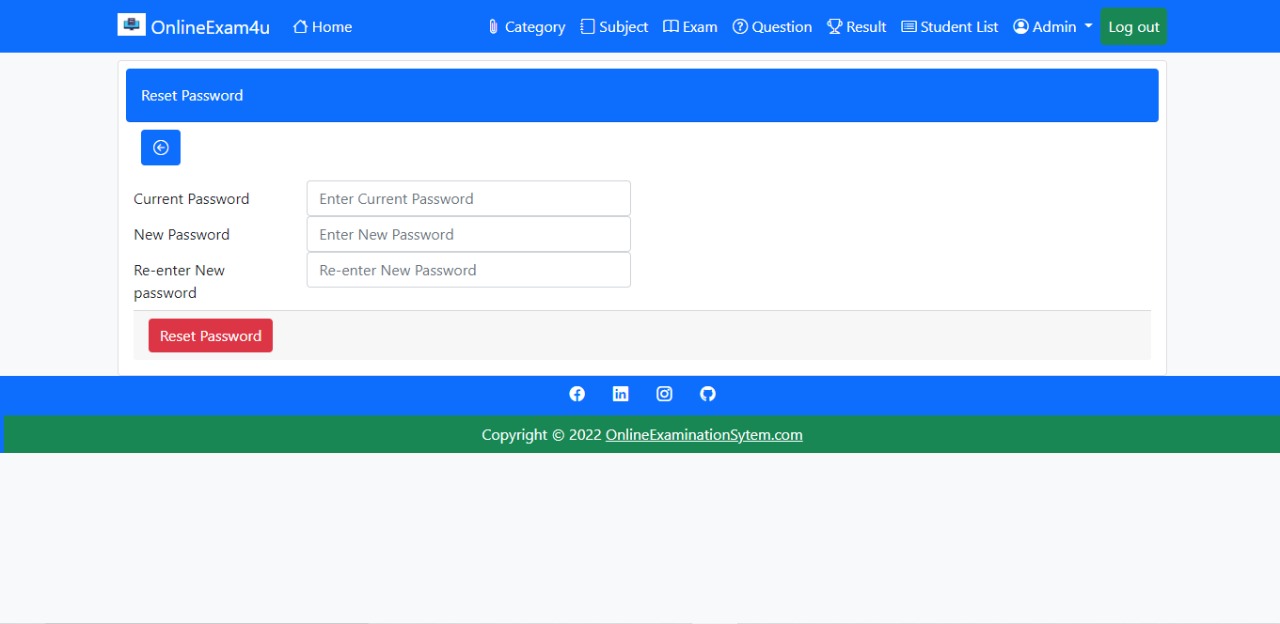 OnlineExam4u Home Category Subject Exam Question Result Student List Admin Log out
Reset Password
Current Password Enter Current Password
New Password Enter New Password
Re-enter New Re-enter New Password
password
Reset Password
Copyright © 2022 OnlineExaminationSytem.com